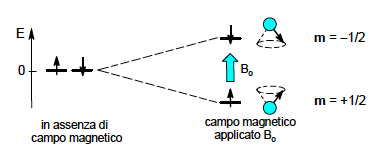 E
m = –1/2
0
B₀
m = +1/2
in assenza di
campo magnetico
campo magnetico
applicato B₀